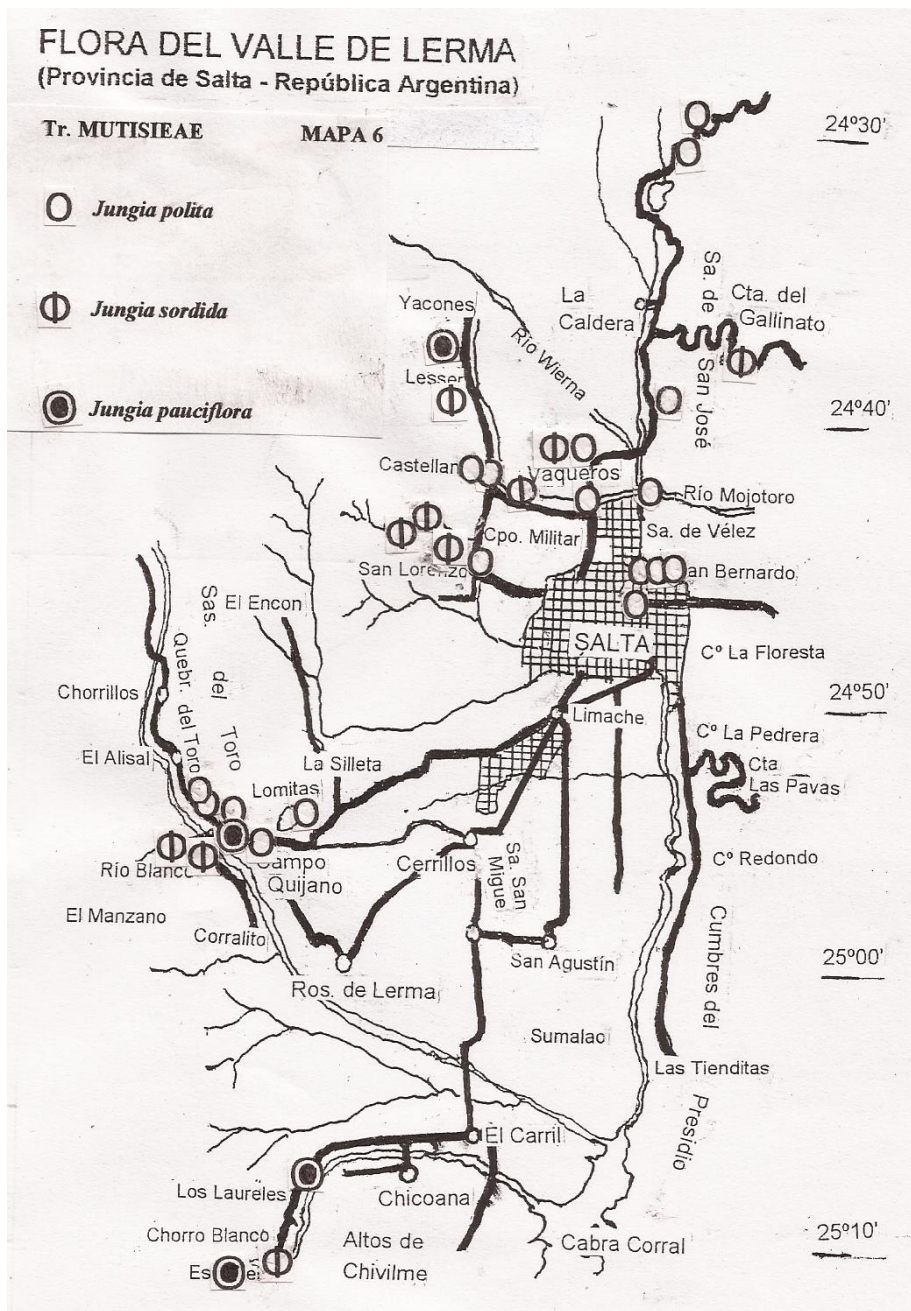 FLORA DEL VALLE DE LERMA
(Provincia de Salta - República Argentina)
Tr. MUTISIEAE MAPA 6
Jungia polita
Jungia sordida
Jungia pauciflora
24º30'
Sa. de
San José
Cta. del
Gallinato
La
Caldera
Yacones
Río Wierna
Lesser
24º40'
Castellan
Vaqueros
Río Mojotoro
Cpo. Militar
Sa. de Vélez
San Lorenzo
an Bernardo
El Encon
Sas. del Toro
Quebr. del Toro
SALTA
Cº La Floresta
Chorrillos
24º50'
Limache
Cº La Pedrera
El Alisal
La Silleta
Cta
Las Pavas
Lomitas
Río Blanco
Campo
Quijano
Cerrillos
Sa. San
Migue
Cº Redondo
El Manzano
Corralito
Cumbres del
Presidio
25º00'
San Agustín
Ros. de Lerma
Sumalao
Las Tienditas
El Carril
Los Laureles
Chicoana
Chorro Blanco
Altos de
Chivilme
Cabra Corral
25º10'